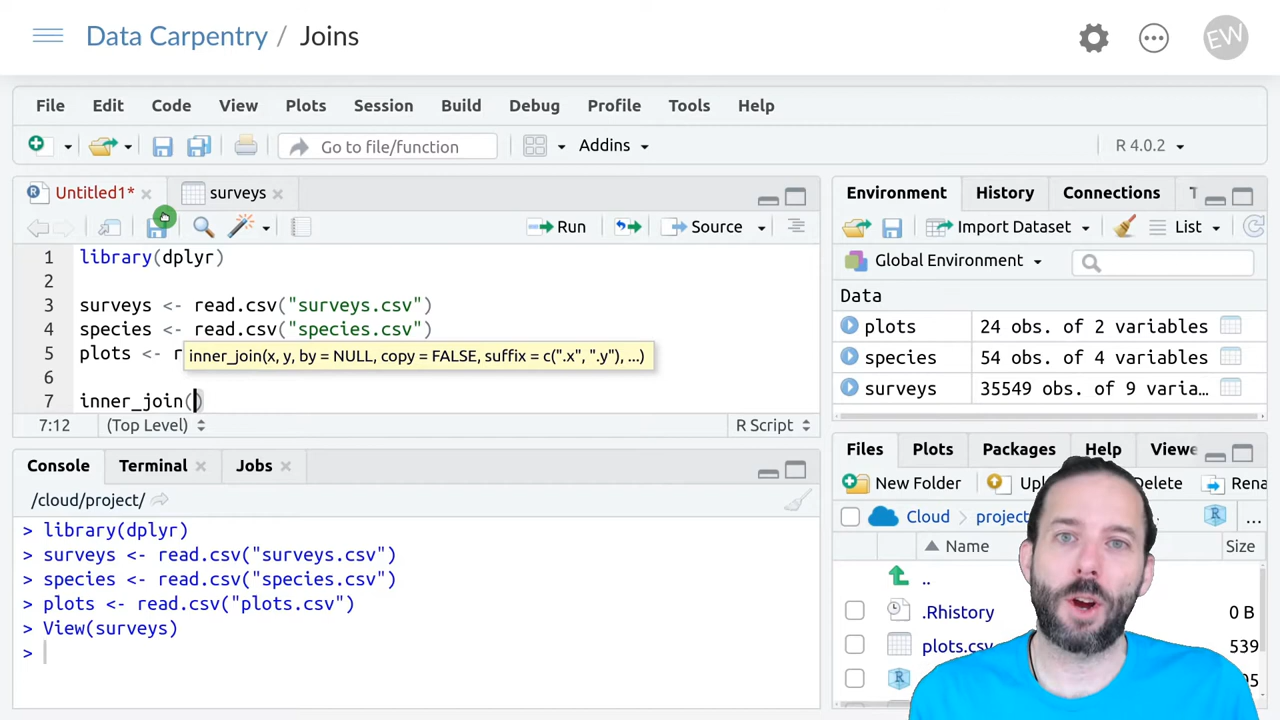 Data Carpentry / Joins
EW
File Edit Code View Plots Session Build Debug Profile Tools Help
Go to file/function
Addins
R 4.0.2
Untitled1*
surveys
Run
Source
1 library(dplyr)
2
3 surveys <- read.csv("surveys.csv")
4 species <- read.csv("species.csv")
5 plots <- r
inner_join(x, y, by = NULL, copy = FALSE, suffix = c(".x", ".y"), ...)
6
7 inner_join()
7:12 (Top Level) R Script
Console Terminal Jobs
/cloud/project/
> library(dplyr)
> surveys <- read.csv("surveys.csv")
> species <- read.csv("species.csv")
> plots <- read.csv("plots.csv")
> View(surveys)
>
Environment History Connections T
Import Dataset List
Global Environment
Data
plots 24 obs. of 2 variables
species 54 obs. of 4 variables
surveys 35549 obs. of 9 varia...
Files Plots Packages Help Viewe
New Folder Upl Delete Rena
Cloud project ...
Name Size
..
.Rhistory 0 B
plots.csv 539